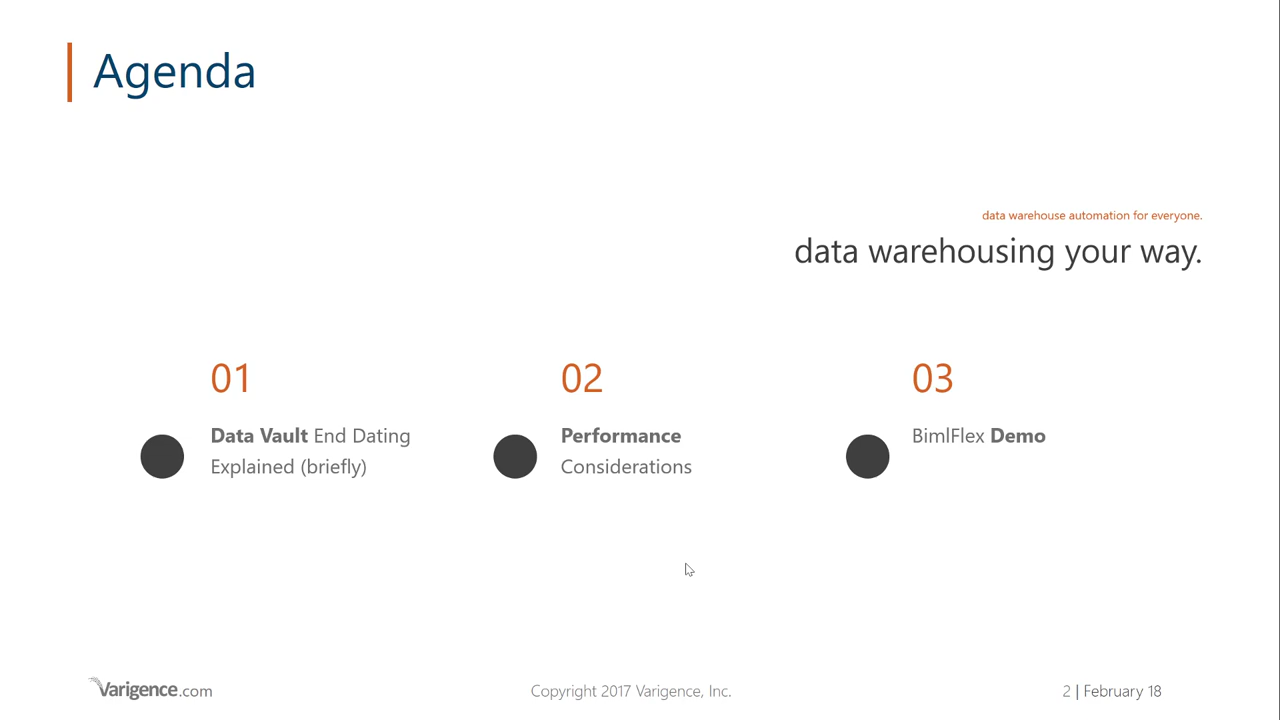 Agenda
data warehouse automation for everyone.
data warehousing your way.
01
Data Vault End Dating
Explained (briefly)
02
Performance
Considerations
03
BimlFlex Demo
Varigence.com
Copyright 2017 Varigence, Inc.
2 | February 18